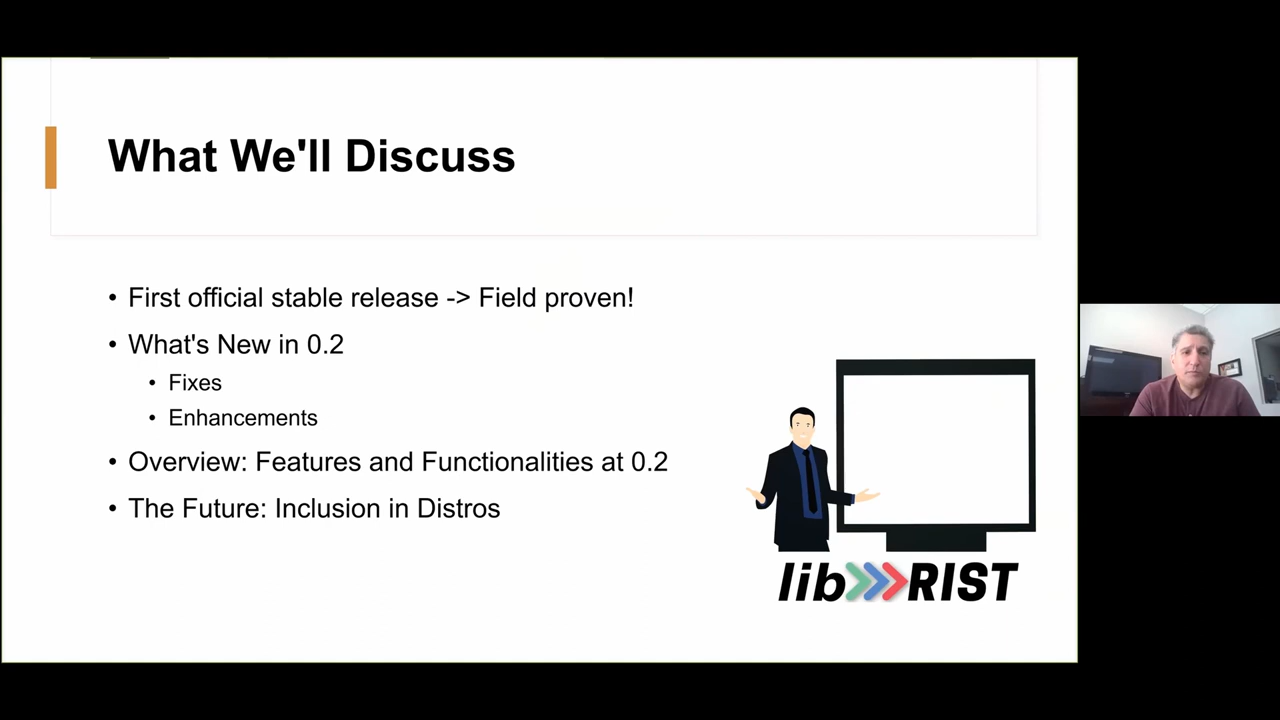 What We'll Discuss
• First official stable release -> Field proven!
• What's New in 0.2
• Fixes
• Enhancements
• Overview: Features and Functionalities at 0.2
• The Future: Inclusion in Distros
lib RIST